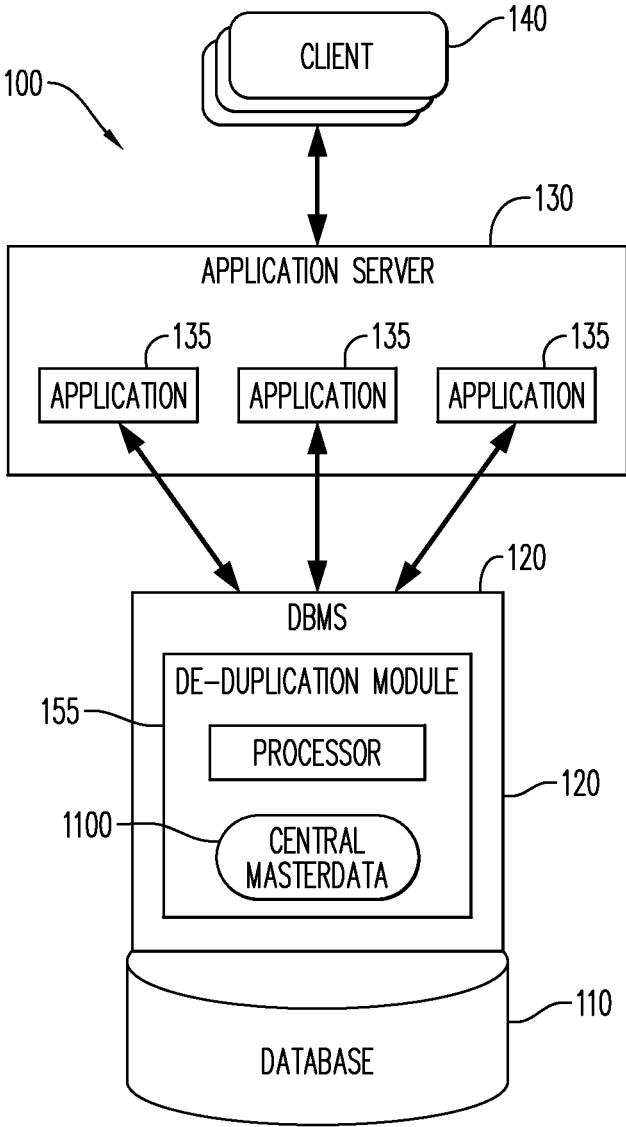 140
CLIENT
100
130
APPLICATION SERVER
135 135 135
APPLICATION APPLICATION APPLICATION
120
DBMS
DE-DUPLICATION MODULE
155
PROCESSOR
120
1100
CENTRAL
MASTERDATA
110
DATABASE